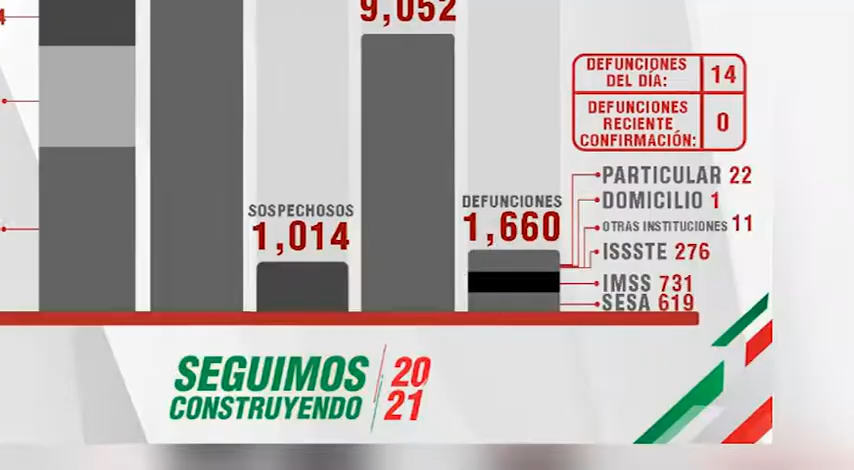 9,052
SOSPECHOSOS
1,014
DEFUNCIONES
1,660
DEFUNCIONES
DEL DÍA:
14
DEFUNCIONES
RECIENTE
CONFIRMACIÓN:
0
PARTICULAR 22
DOMICILIO 1
OTRAS INSTITUCIONES 11
ISSSTE 276
IMSS 731
SESA 619
SEGUIMOS
CONSTRUYENDO
20
21